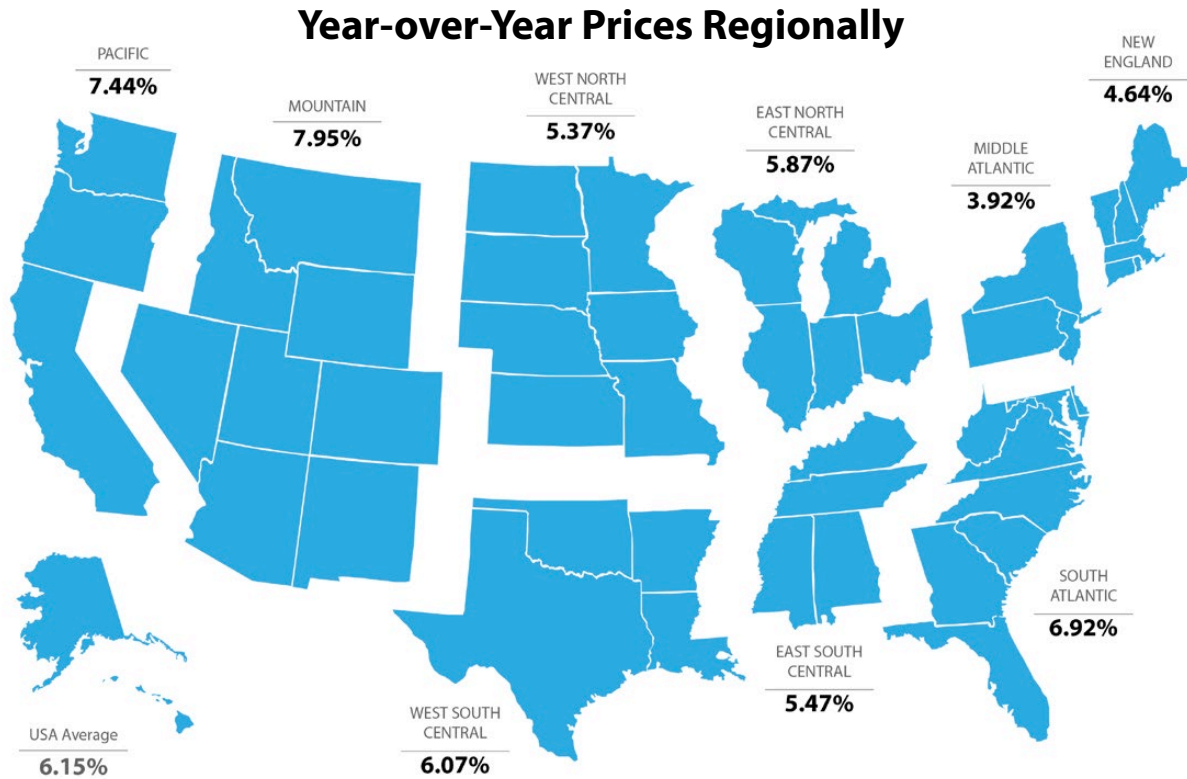 Year-over-Year Prices Regionally
PACIFIC
7.44%
MOUNTAIN
7.95%
WEST NORTH
CENTRAL
5.37%
EAST NORTH
CENTRAL
5.87%
MIDDLE
ATLANTIC
3.92%
NEW
ENGLAND
4.64%
SOUTH
ATLANTIC
6.92%
EAST SOUTH
CENTRAL
5.47%
WEST SOUTH
CENTRAL
6.07%
USA Average
6.15%